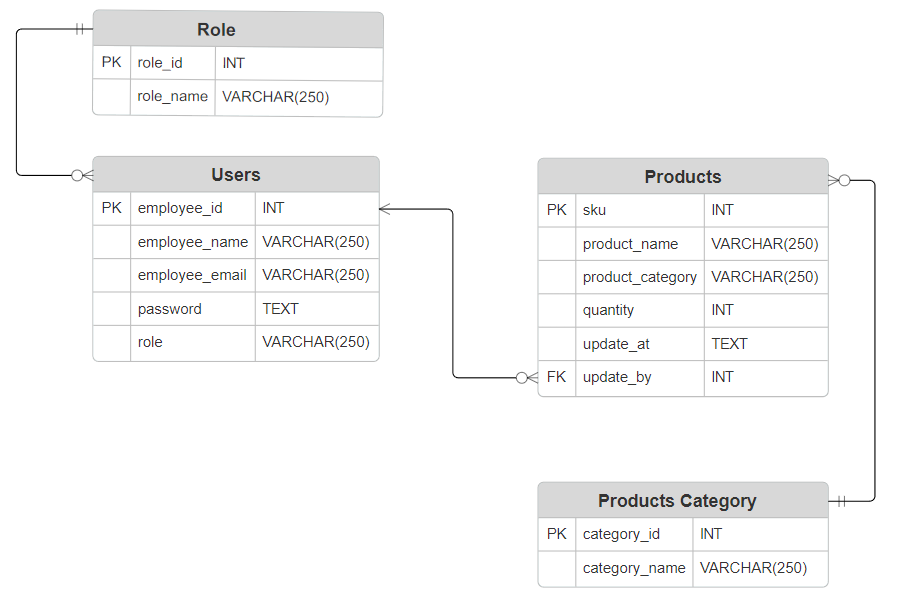 Role
PK role_id INT
role_name VARCHAR(250)
Users
PK employee_id INT
employee_name VARCHAR(250)
employee_email VARCHAR(250)
password TEXT
role VARCHAR(250)
Products
PK sku INT
product_name VARCHAR(250)
product_category VARCHAR(250)
quantity INT
update_at TEXT
FK update_by INT
Products Category
PK category_id INT
category_name VARCHAR(250)